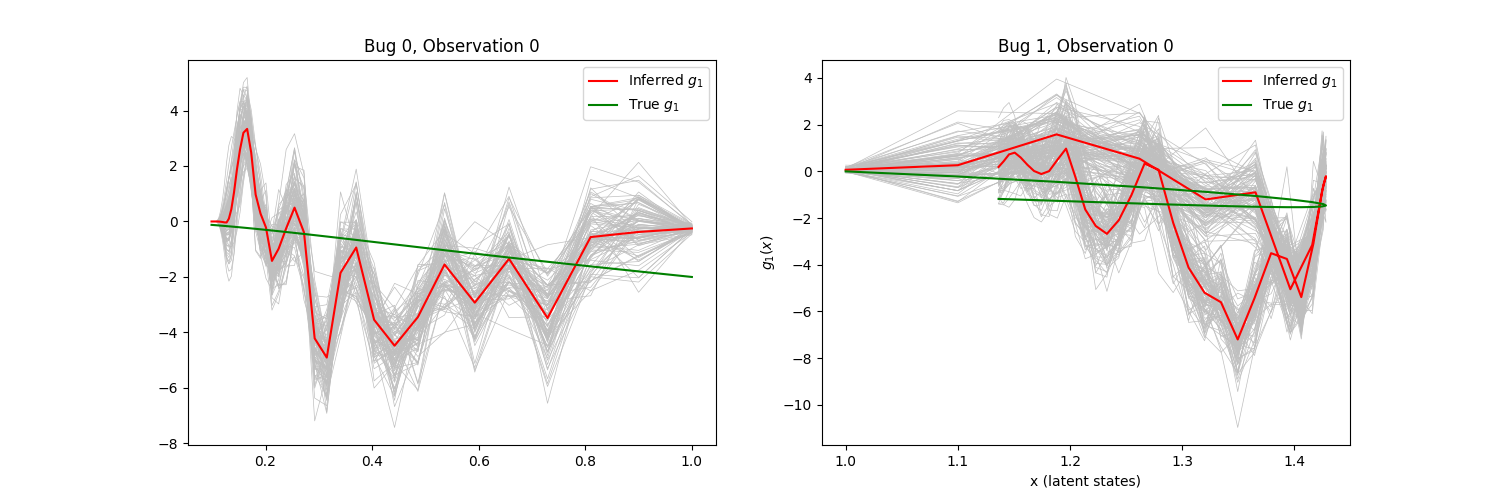 Bug 0, Observation 0
Inferred g₁
True g₁
4
2
0
−2
−4
−6
−8
0.2 0.4 0.6 0.8 1.0
Bug 1, Observation 0
Inferred g₁
True g₁
g₁(x)
4
2
0
−2
−4
−6
−8
−10
1.0 1.1 1.2 1.3 1.4
x (latent states)